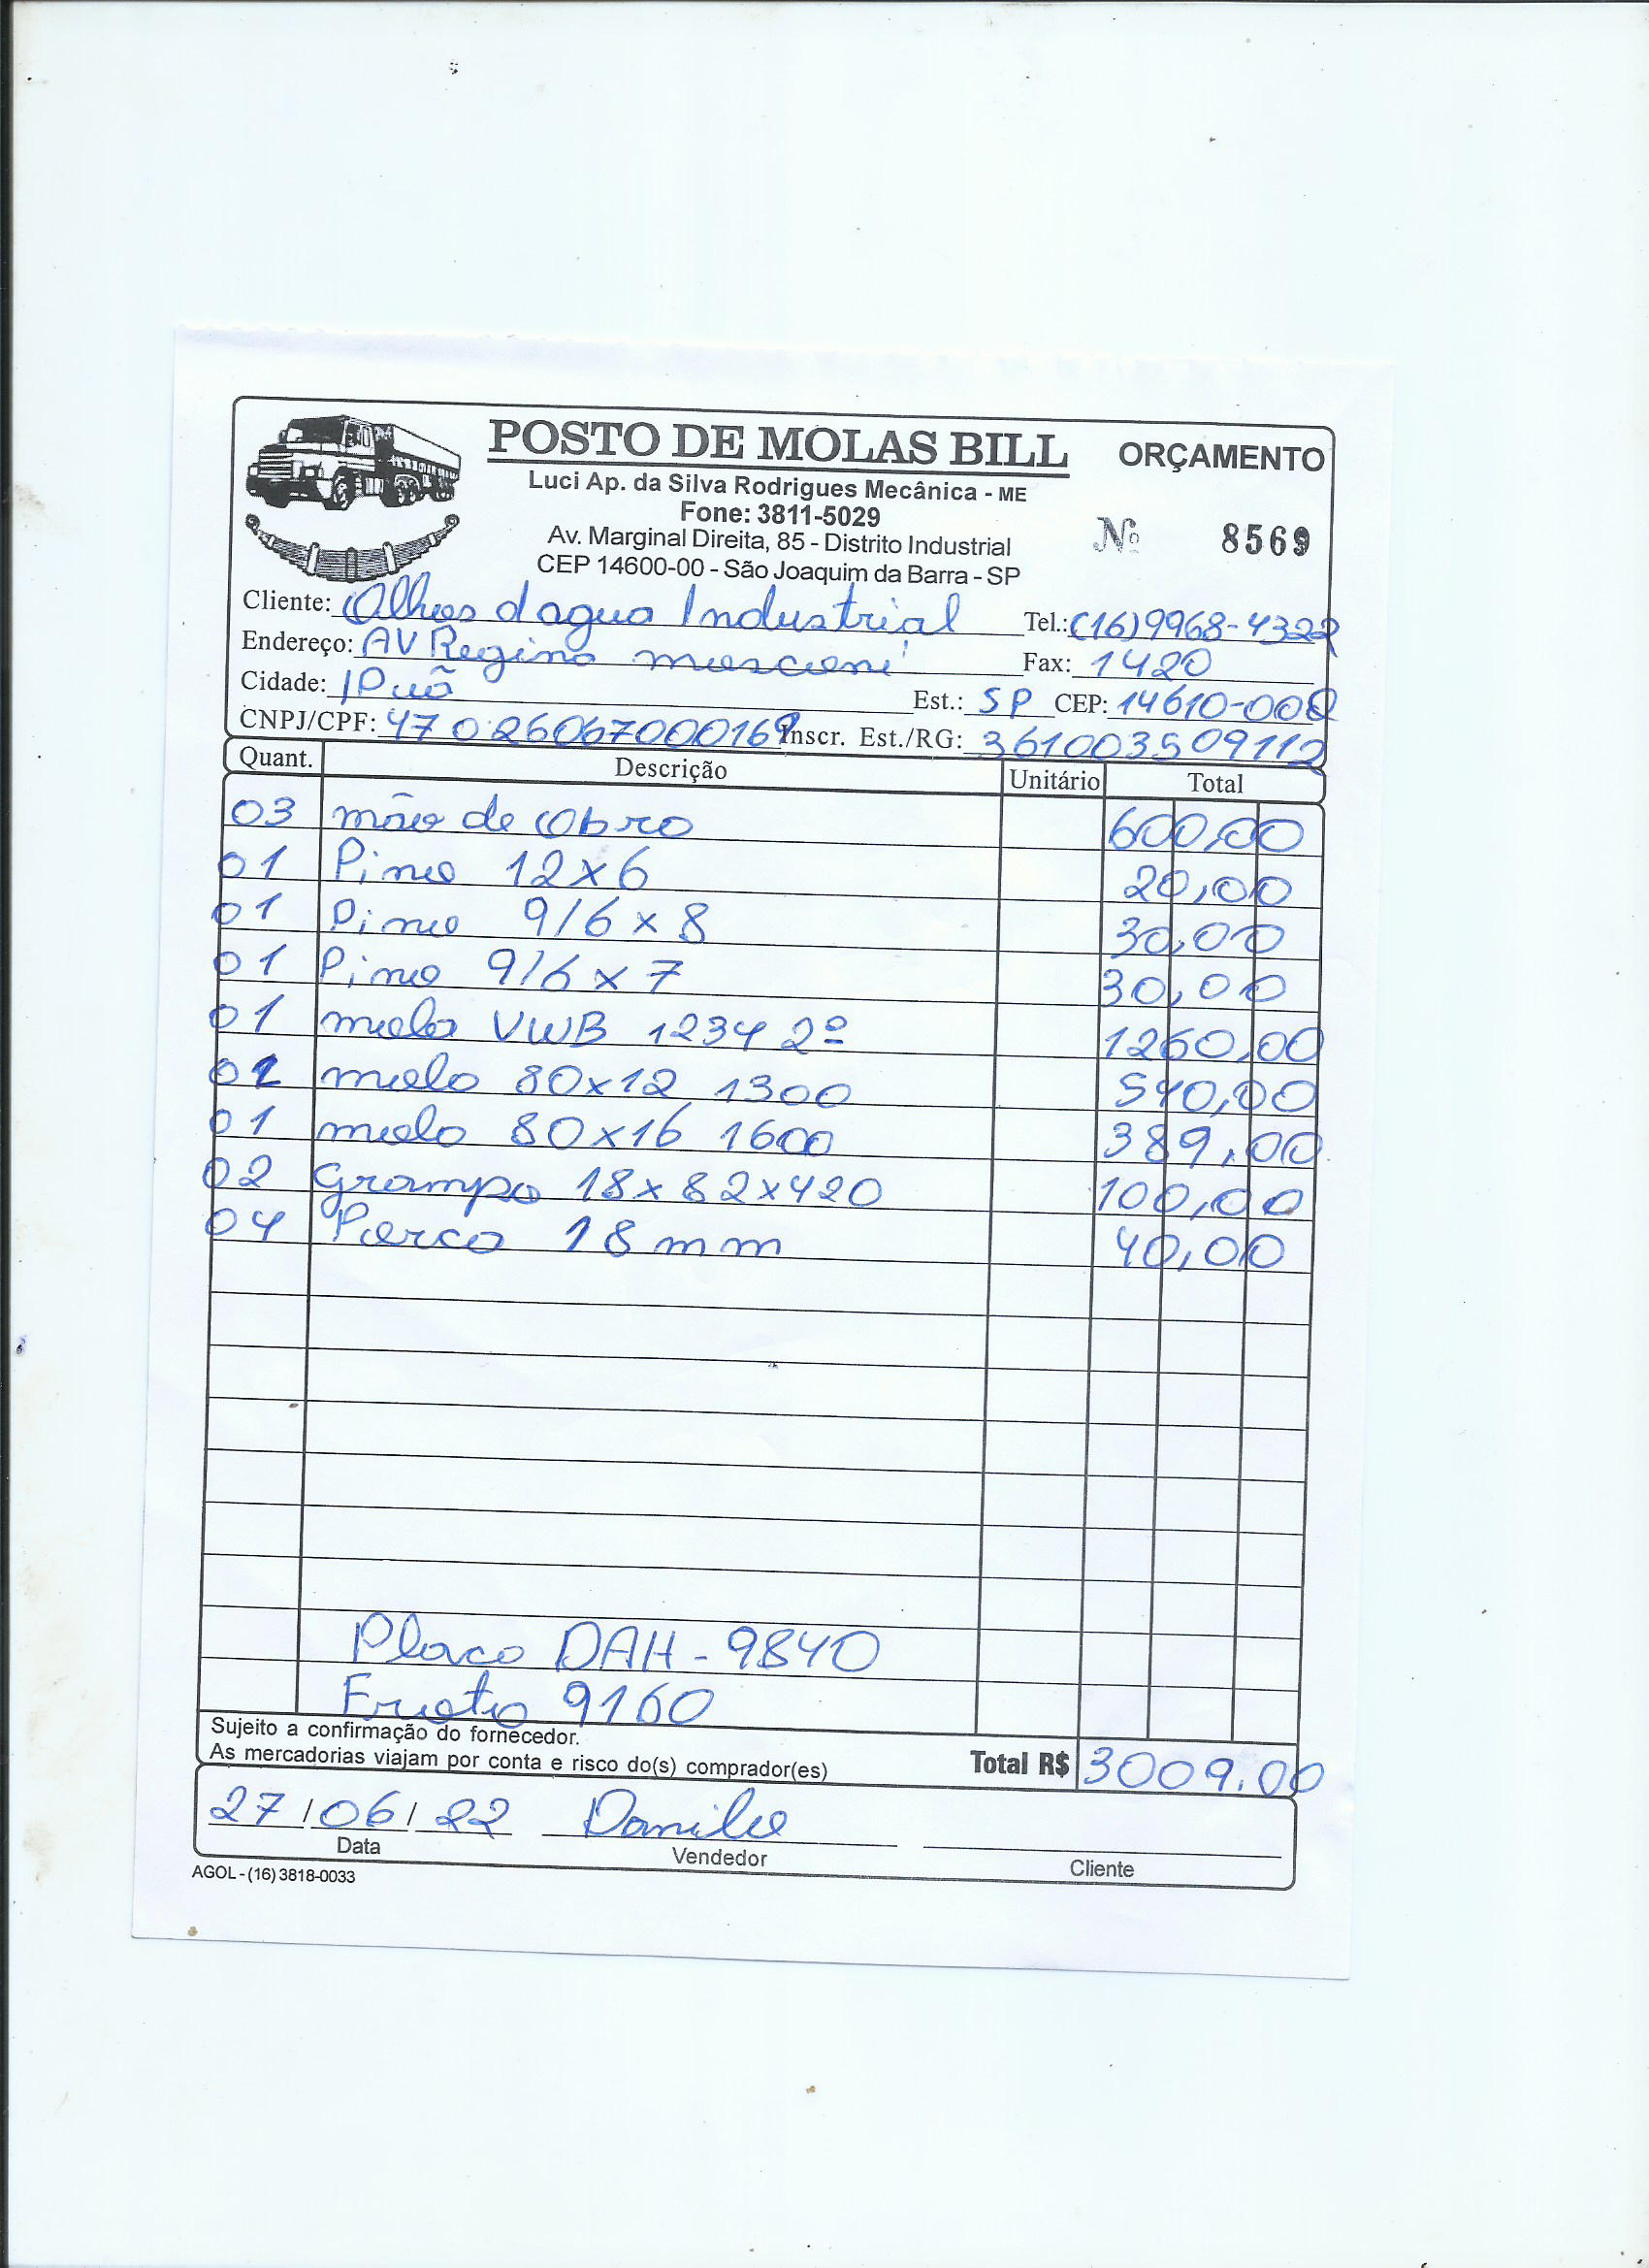 POSTO DE MOLAS BILL ORÇAMENTO
Luci Ap. da Silva Rodrigues Mecânica - ME
Fone: 3811-5029
Av. Marginal Direita, 85 - Distrito Industrial
Nº 8569
CEP 14600-00 - São Joaquim da Barra - SP
Cliente: Olhos d agua Industrial Tel.: (16) 9968-4322
Endereço: AV Regina mosconi Fax: 1420
Cidade: IPuã Est.: SP CEP: 14610-002
CNPJ/CPF: 47026067000169 Inscr. Est./RG: 361003509112
Quant. Descrição Unitário Total
03 mão de Obra 600,00
01 Pino 12x6 20,00
01 Pino 9/6 x 8 30,00
01 Pino 9/6 x 7 30,00
01 mola VWB 1234 2º 1260,00
02 mola 80x12 1300 540,00
01 mola 80x16 1600 389,00
02 Grampo 18x82x420 100,00
04 Porca 18mm 40,00
Placa DAH-9840
Frota 9160
Sujeito a confirmação do fornecedor.
As mercadorias viajam por conta e risco do(s) comprador(es) Total R$ 3009,00
27/06/22 Danilo
Data Vendedor Cliente
AGOL - (16) 3818-0033